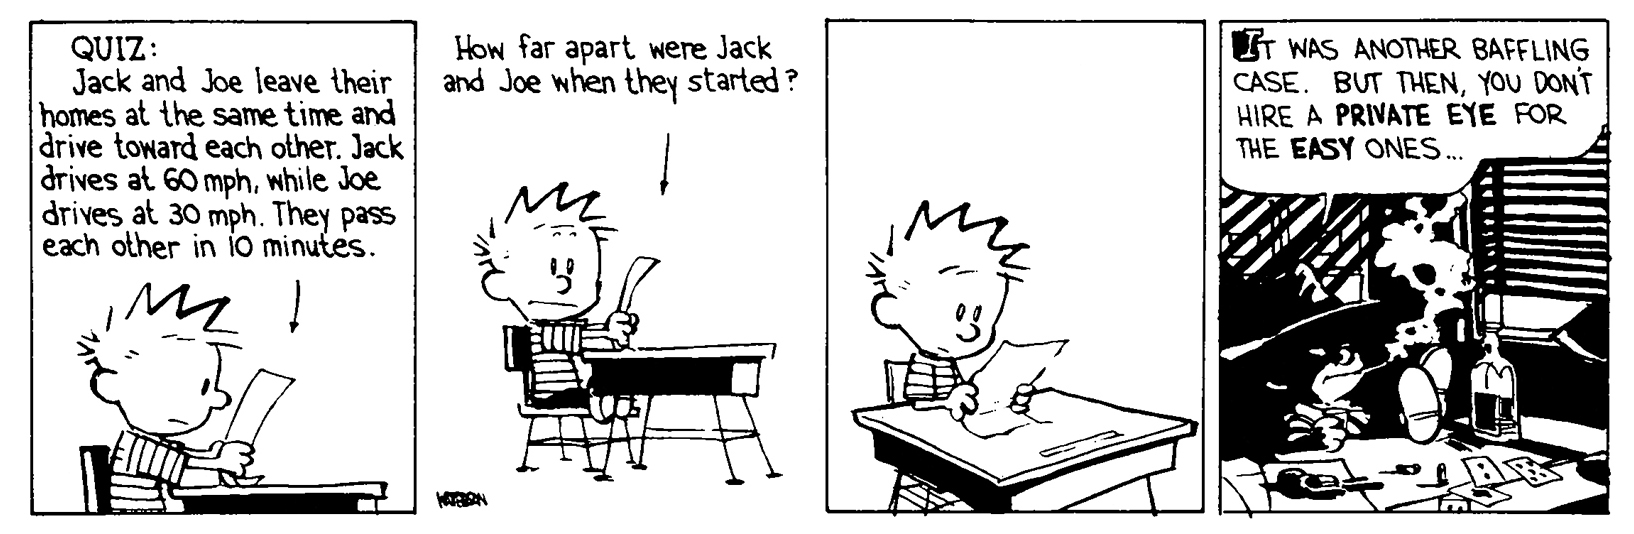 QUIZ:
Jack and Joe leave their
homes at the same time and
drive toward each other. Jack
drives at 60 mph, while Joe
drives at 30 mph. They pass
each other in 10 minutes.
How far apart were Jack
and Joe when they started?
WATTERSON
IT WAS ANOTHER BAFFLING
CASE. BUT THEN, YOU DON'T
HIRE A PRIVATE EYE FOR
THE EASY ONES...